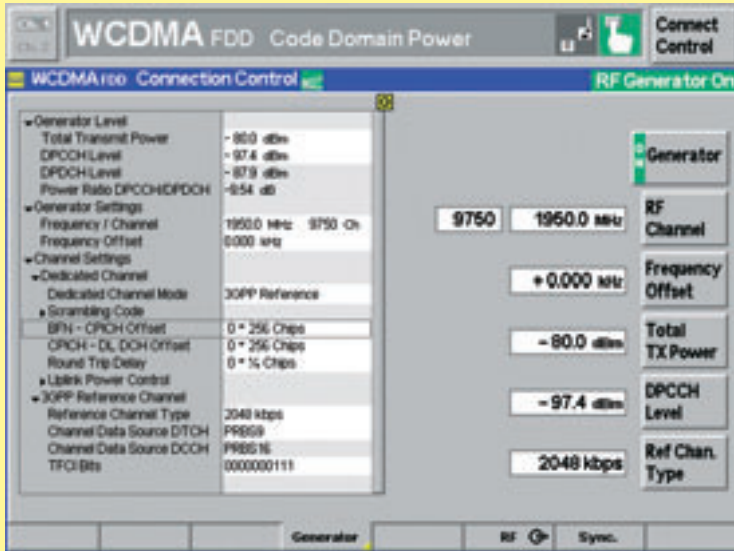 WCDMA FDD Code Domain Power
Connect
Control
WCDMA FDD Connection Control
RF Generator On
Generator Level
Total Transmit Power - 80.0 dBm
DPCCH Level - 97.4 dBm
DPDCH Level - 87.9 dBm
Power Ratio DPCCH/DPDCH -9.54 dB
Generator Settings
Frequency / Channel 1950.0 MHz 9750 Ch
Frequency Offset 0.000 kHz
Channel Settings
Dedicated Channel
Dedicated Channel Mode 3GPP Reference
Scrambling Code
BFN - CPICH Offset 0 * 256 Chips
CPICH - DL DCH Offset 0 * 256 Chips
Round Trip Delay 0 * ¼ Chips
Uplink Power Control
3GPP Reference Channel
Reference Channel Type 2048 kbps
Channel Data Source DTCH PRBS9
Channel Data Source DCCH PRBS16
TFCI Bits 0000000111
Generator
9750 1950.0 MHz
RF
Channel
+ 0.000 kHz
Frequency
Offset
- 80.0 dBm
Total
TX Power
- 97.4 dBm
DPCCH
Level
2048 kbps
Ref Chan.
Type
Generator
RF
Sync.